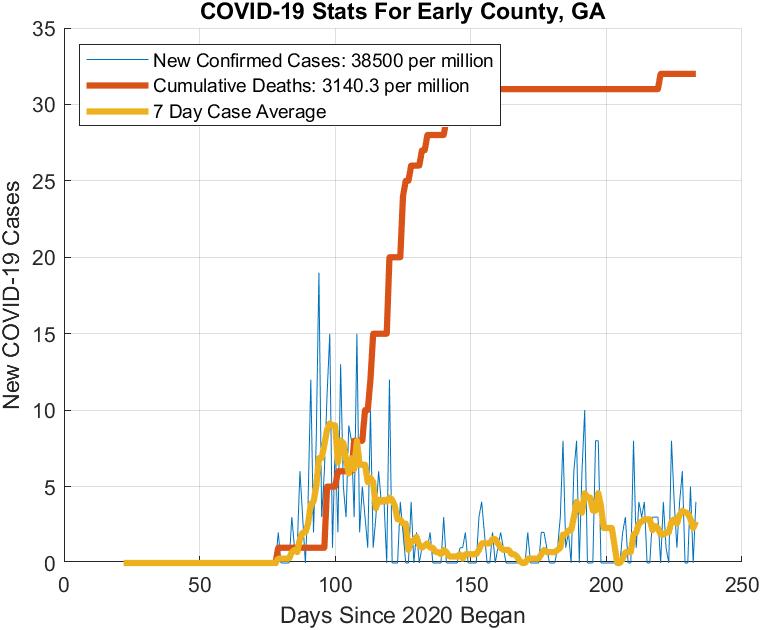 COVID-19 Stats For Early County, GA
New Confirmed Cases: 38500 per million
Cumulative Deaths: 3140.3 per million
7 Day Case Average
New COVID-19 Cases
35
30
25
20
15
10
5
0
0 50 100 150 200 250
Days Since 2020 Began